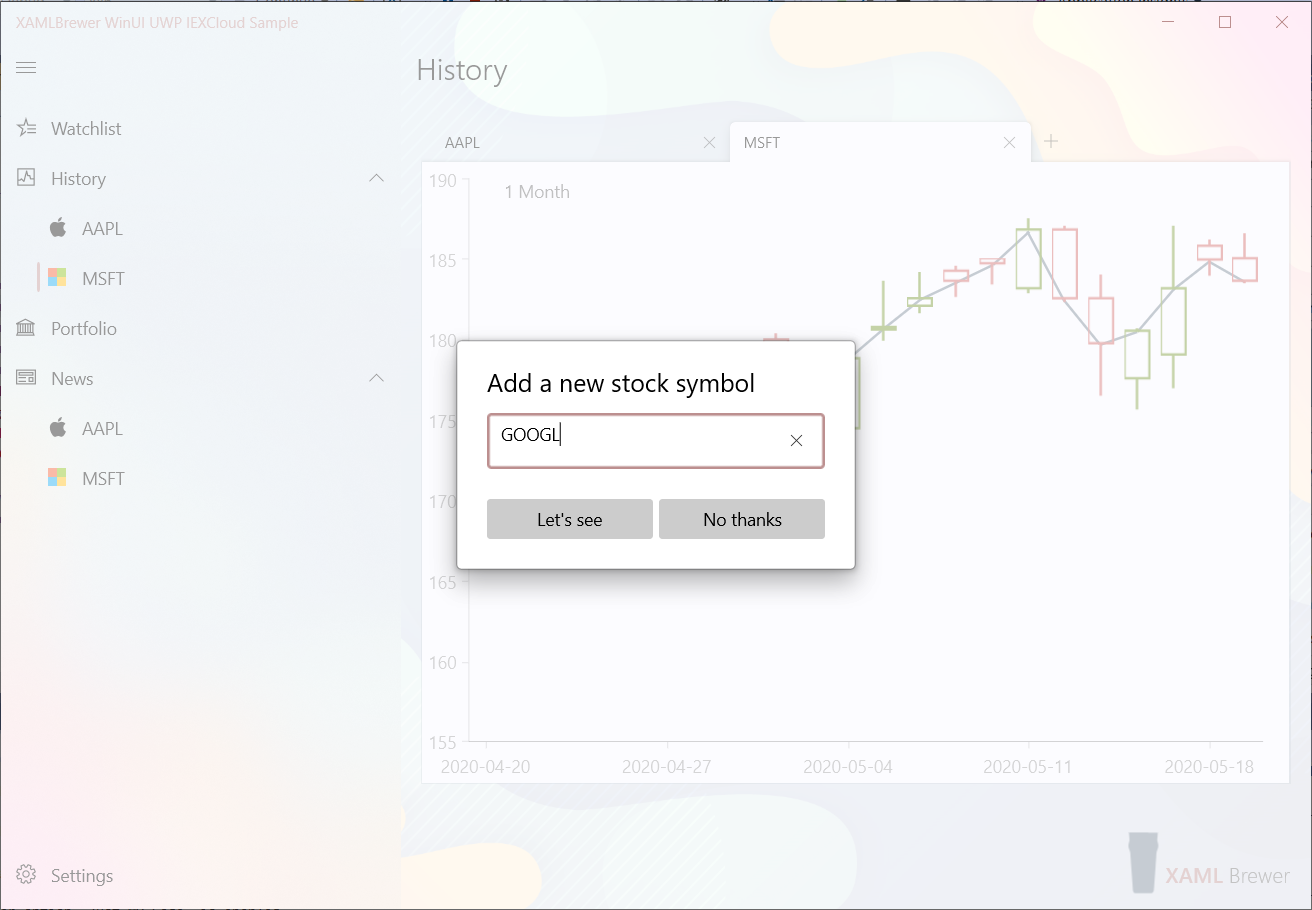 XAMLBrewer WinUI UWP IEXCloud Sample
History
Watchlist
History
AAPL
MSFT
Portfolio
News
AAPL
MSFT
Settings
AAPL
MSFT
1 Month
190
185
180
175
170
165
160
155
2020-04-20
2020-04-27
2020-05-04
2020-05-11
2020-05-18
Add a new stock symbol
GOOGL
Let's see
No thanks
XAML Brewer